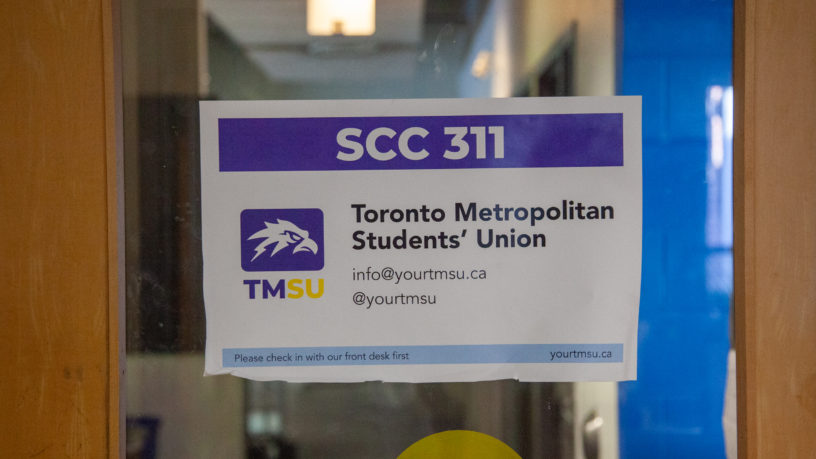 SCC 311
Toronto Metropolitan
Students' Union
TMSU
info@yourtmsu.ca
@yourtmsu
Please check in with our front desk first
yourtmsu.ca